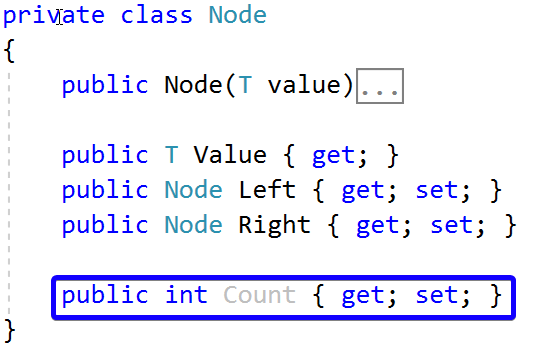 private class Node
{
public Node(T value)...
public T Value { get; }
public Node Left { get; set; }
public Node Right { get; set; }
public int Count { get; set; }
}